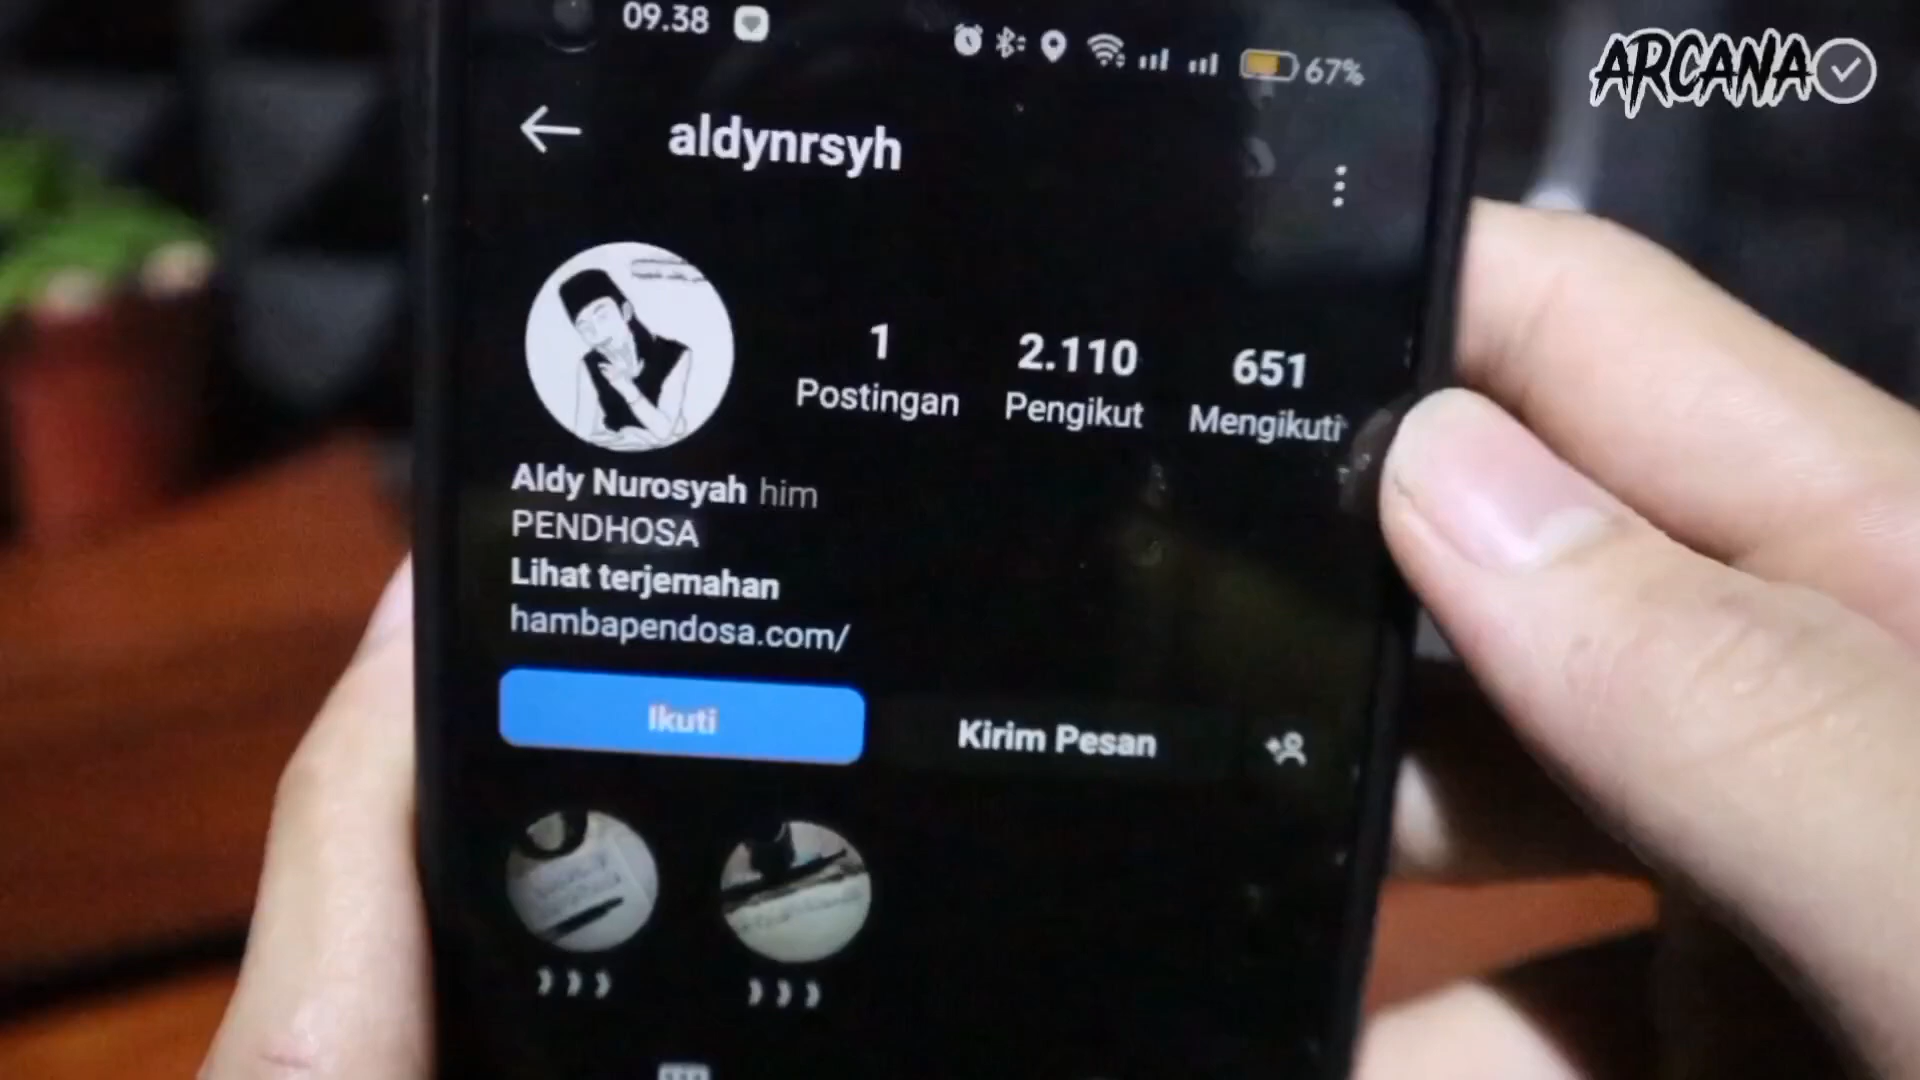 09.38
67%
ARCANA
aldynrsyh
1
2.110
651
Postingan
Pengikut
Mengikuti
Aldy Nurosyah him
PENDHOSA
Lihat terjemahan
hambapendosa.com/
Ikuti
Kirim Pesan